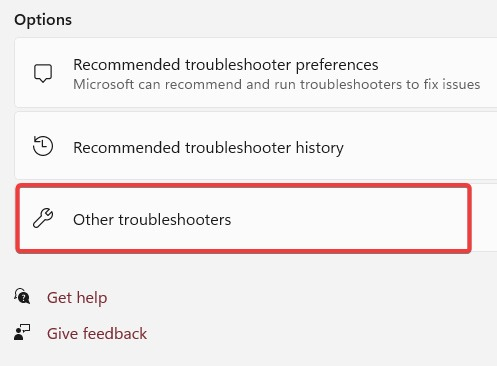 Options
Recommended troubleshooter preferences
Microsoft can recommend and run troubleshooters to fix issues
Recommended troubleshooter history
Other troubleshooters
Get help
Give feedback